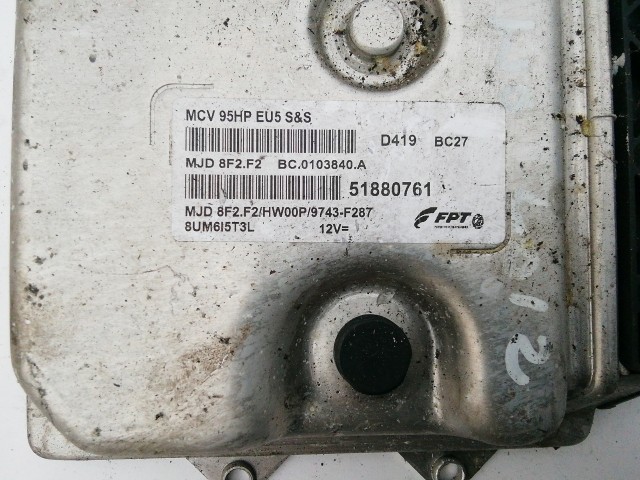 MCV 95HP EU5 S&S
D419 BC27
MJD 8F2.F2 BC.0103840.A
51880761
MJD 8F2.F2/HW00P/9743-F287
8UM6I5T3L 12V=
FPT